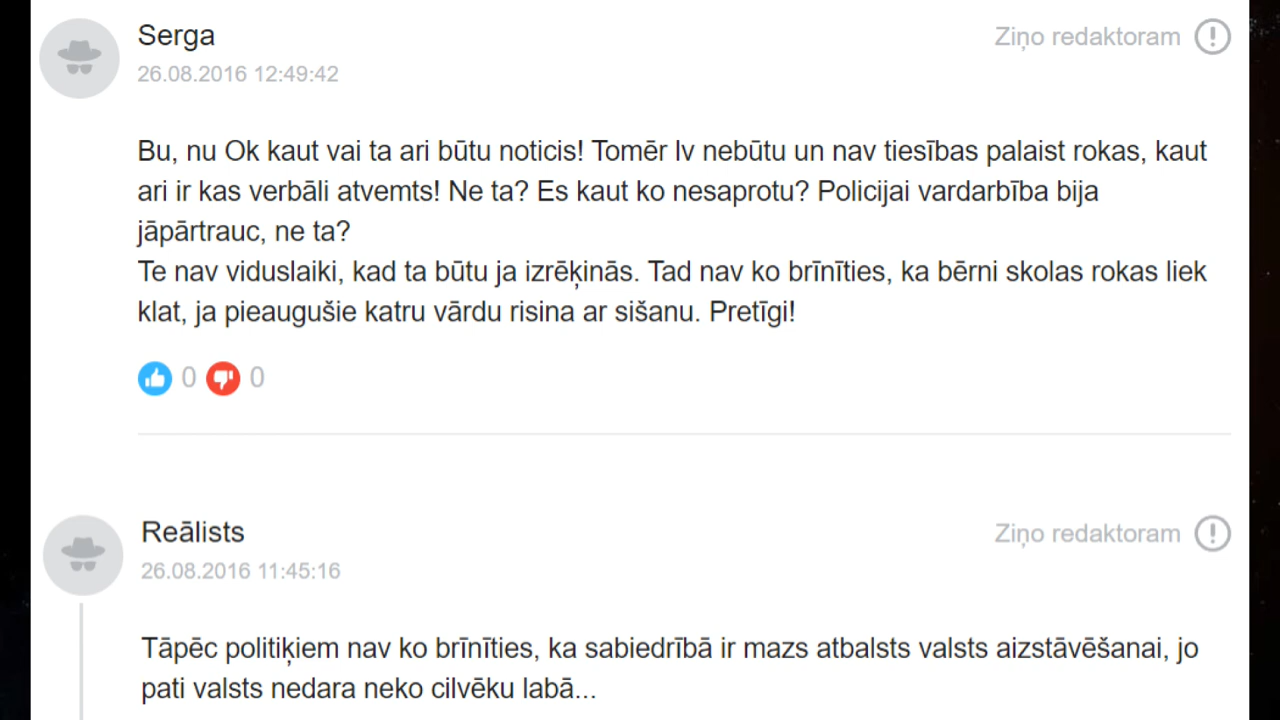 Serga
Ziņo redaktoram
26.08.2016 12:49:42
Bu, nu Ok kaut vai ta ari būtu noticis! Tomēr lv nebūtu un nav tiesības palaist rokas, kaut
ari ir kas verbāli atvemts! Ne ta? Es kaut ko nesaprotu? Policijai vardarbība bija
jāpārtrauc, ne ta?
Te nav viduslaiki, kad ta būtu ja izrēķinās. Tad nav ko brīnīties, ka bērni skolas rokas liek
klat, ja pieaugušie katru vārdu risina ar sišanu. Pretīgi!
0 0
Reālists
Ziņo redaktoram
26.08.2016 11:45:16
Tāpēc politiķiem nav ko brīnīties, ka sabiedrībā ir mazs atbalsts valsts aizstāvēšanai, jo
pati valsts nedara neko cilvēku labā...